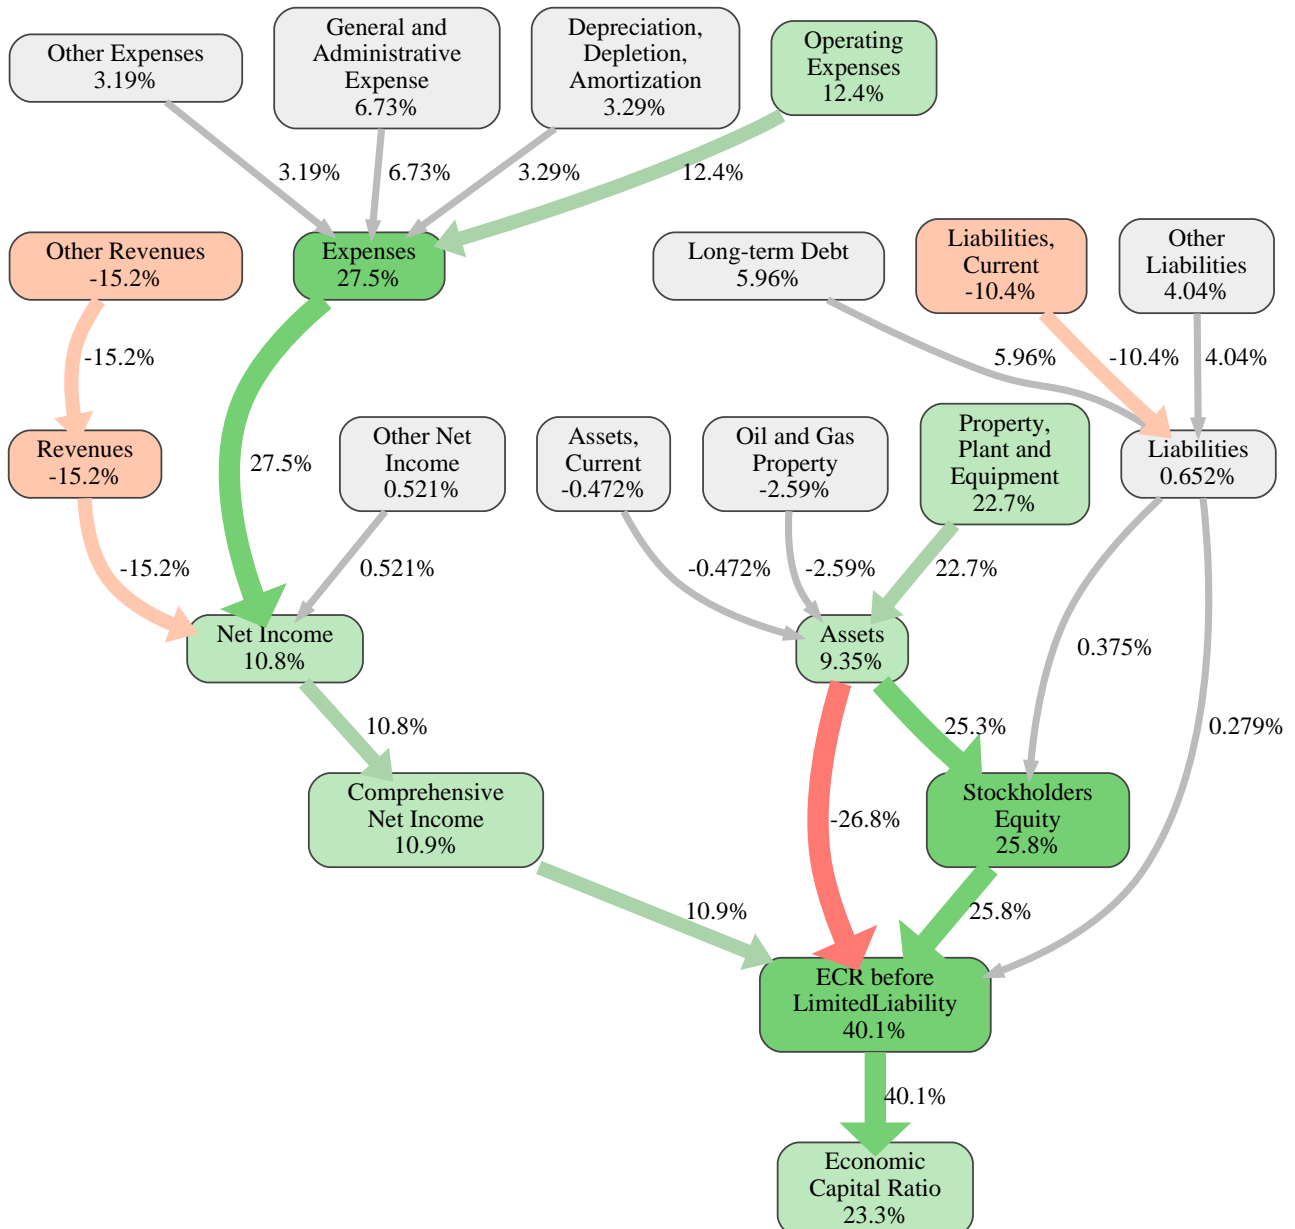 Other Expenses
3.19%
General and
Administrative
Expense
6.73%
Depreciation,
Depletion,
Amortization
3.29%
Operating
Expenses
12.4%
3.19%
6.73%
3.29%
12.4%
Other Revenues
-15.2%
Expenses
27.5%
Long-term Debt
5.96%
Liabilities,
Current
-10.4%
Other
Liabilities
4.04%
-15.2%
5.96%
-10.4%
4.04%
Revenues
-15.2%
27.5%
Other Net
Income
0.521%
Assets,
Current
-0.472%
Oil and Gas
Property
-2.59%
Property,
Plant and
Equipment
22.7%
Liabilities
0.652%
-15.2%
0.521%
-0.472%
-2.59%
22.7%
Net Income
10.8%
Assets
9.35%
0.375%
10.8%
25.3%
0.279%
Comprehensive
Net Income
10.9%
-26.8%
Stockholders
Equity
25.8%
10.9%
25.8%
ECR before
LimitedLiability
40.1%
40.1%
Economic
Capital Ratio
23.3%